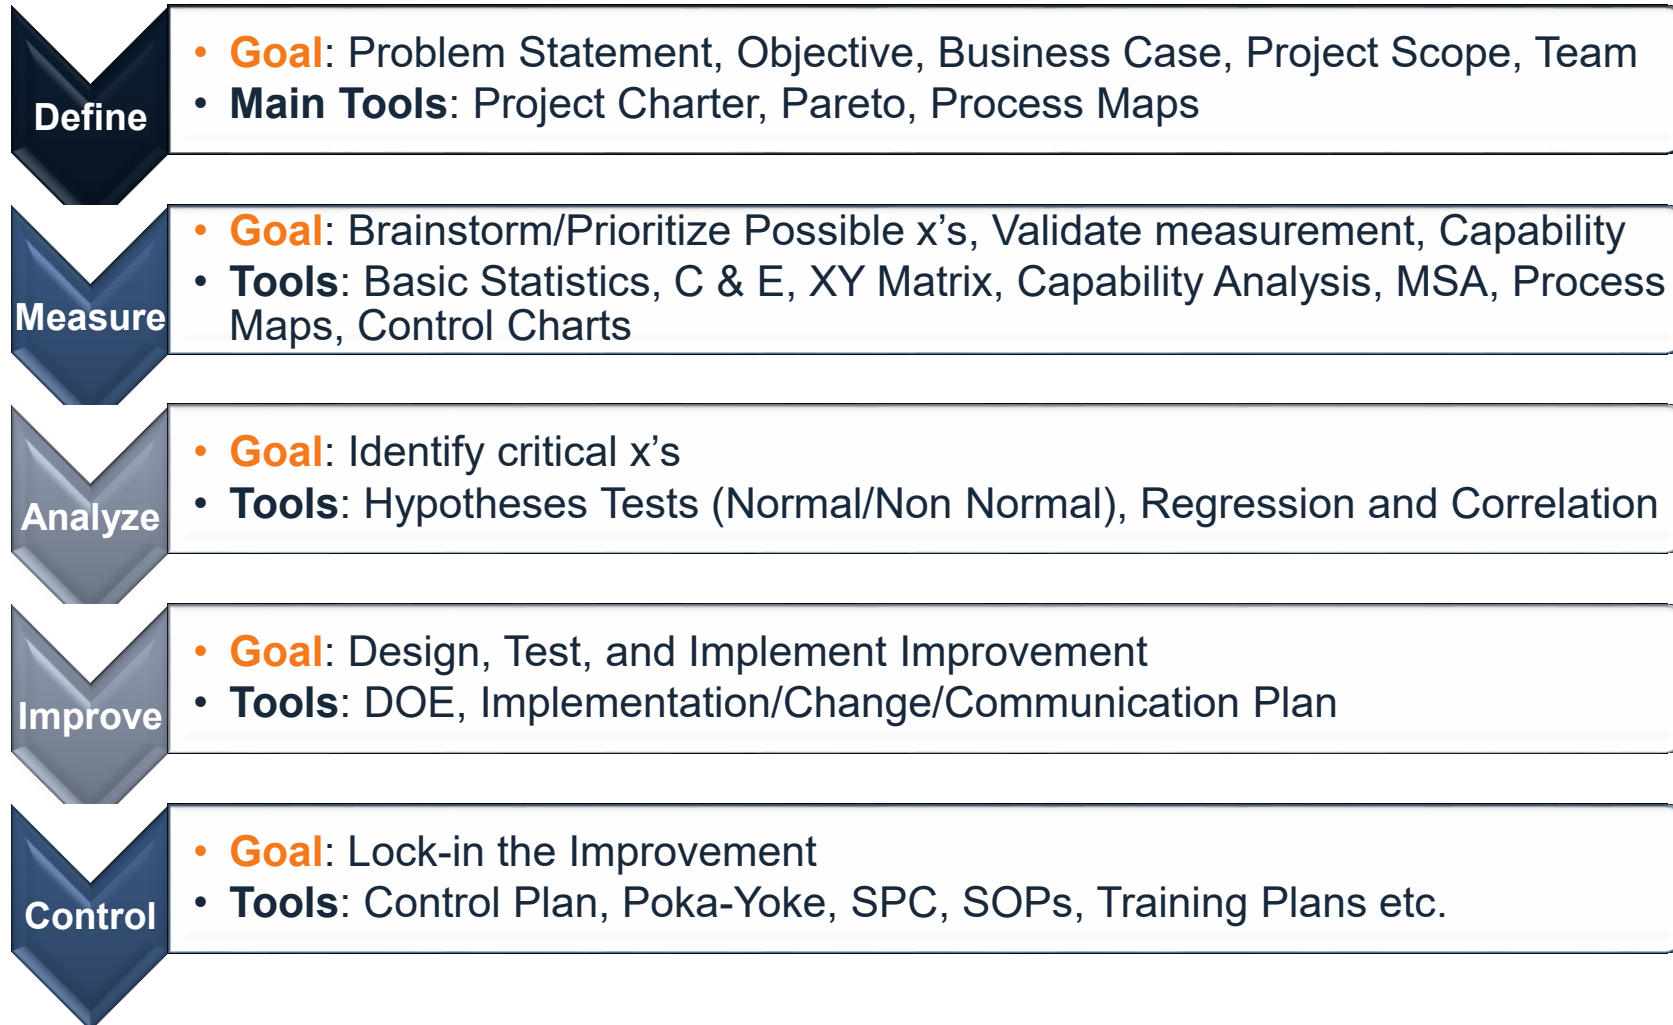 Define
• Goal: Problem Statement, Objective, Business Case, Project Scope, Team
• Main Tools: Project Charter, Pareto, Process Maps
Measure
• Goal: Brainstorm/Prioritize Possible x’s, Validate measurement, Capability
• Tools: Basic Statistics, C & E, XY Matrix, Capability Analysis, MSA, Process
Maps, Control Charts
Analyze
• Goal: Identify critical x’s
• Tools: Hypotheses Tests (Normal/Non Normal), Regression and Correlation
Improve
• Goal: Design, Test, and Implement Improvement
• Tools: DOE, Implementation/Change/Communication Plan
Control
• Goal: Lock-in the Improvement
• Tools: Control Plan, Poka-Yoke, SPC, SOPs, Training Plans etc.